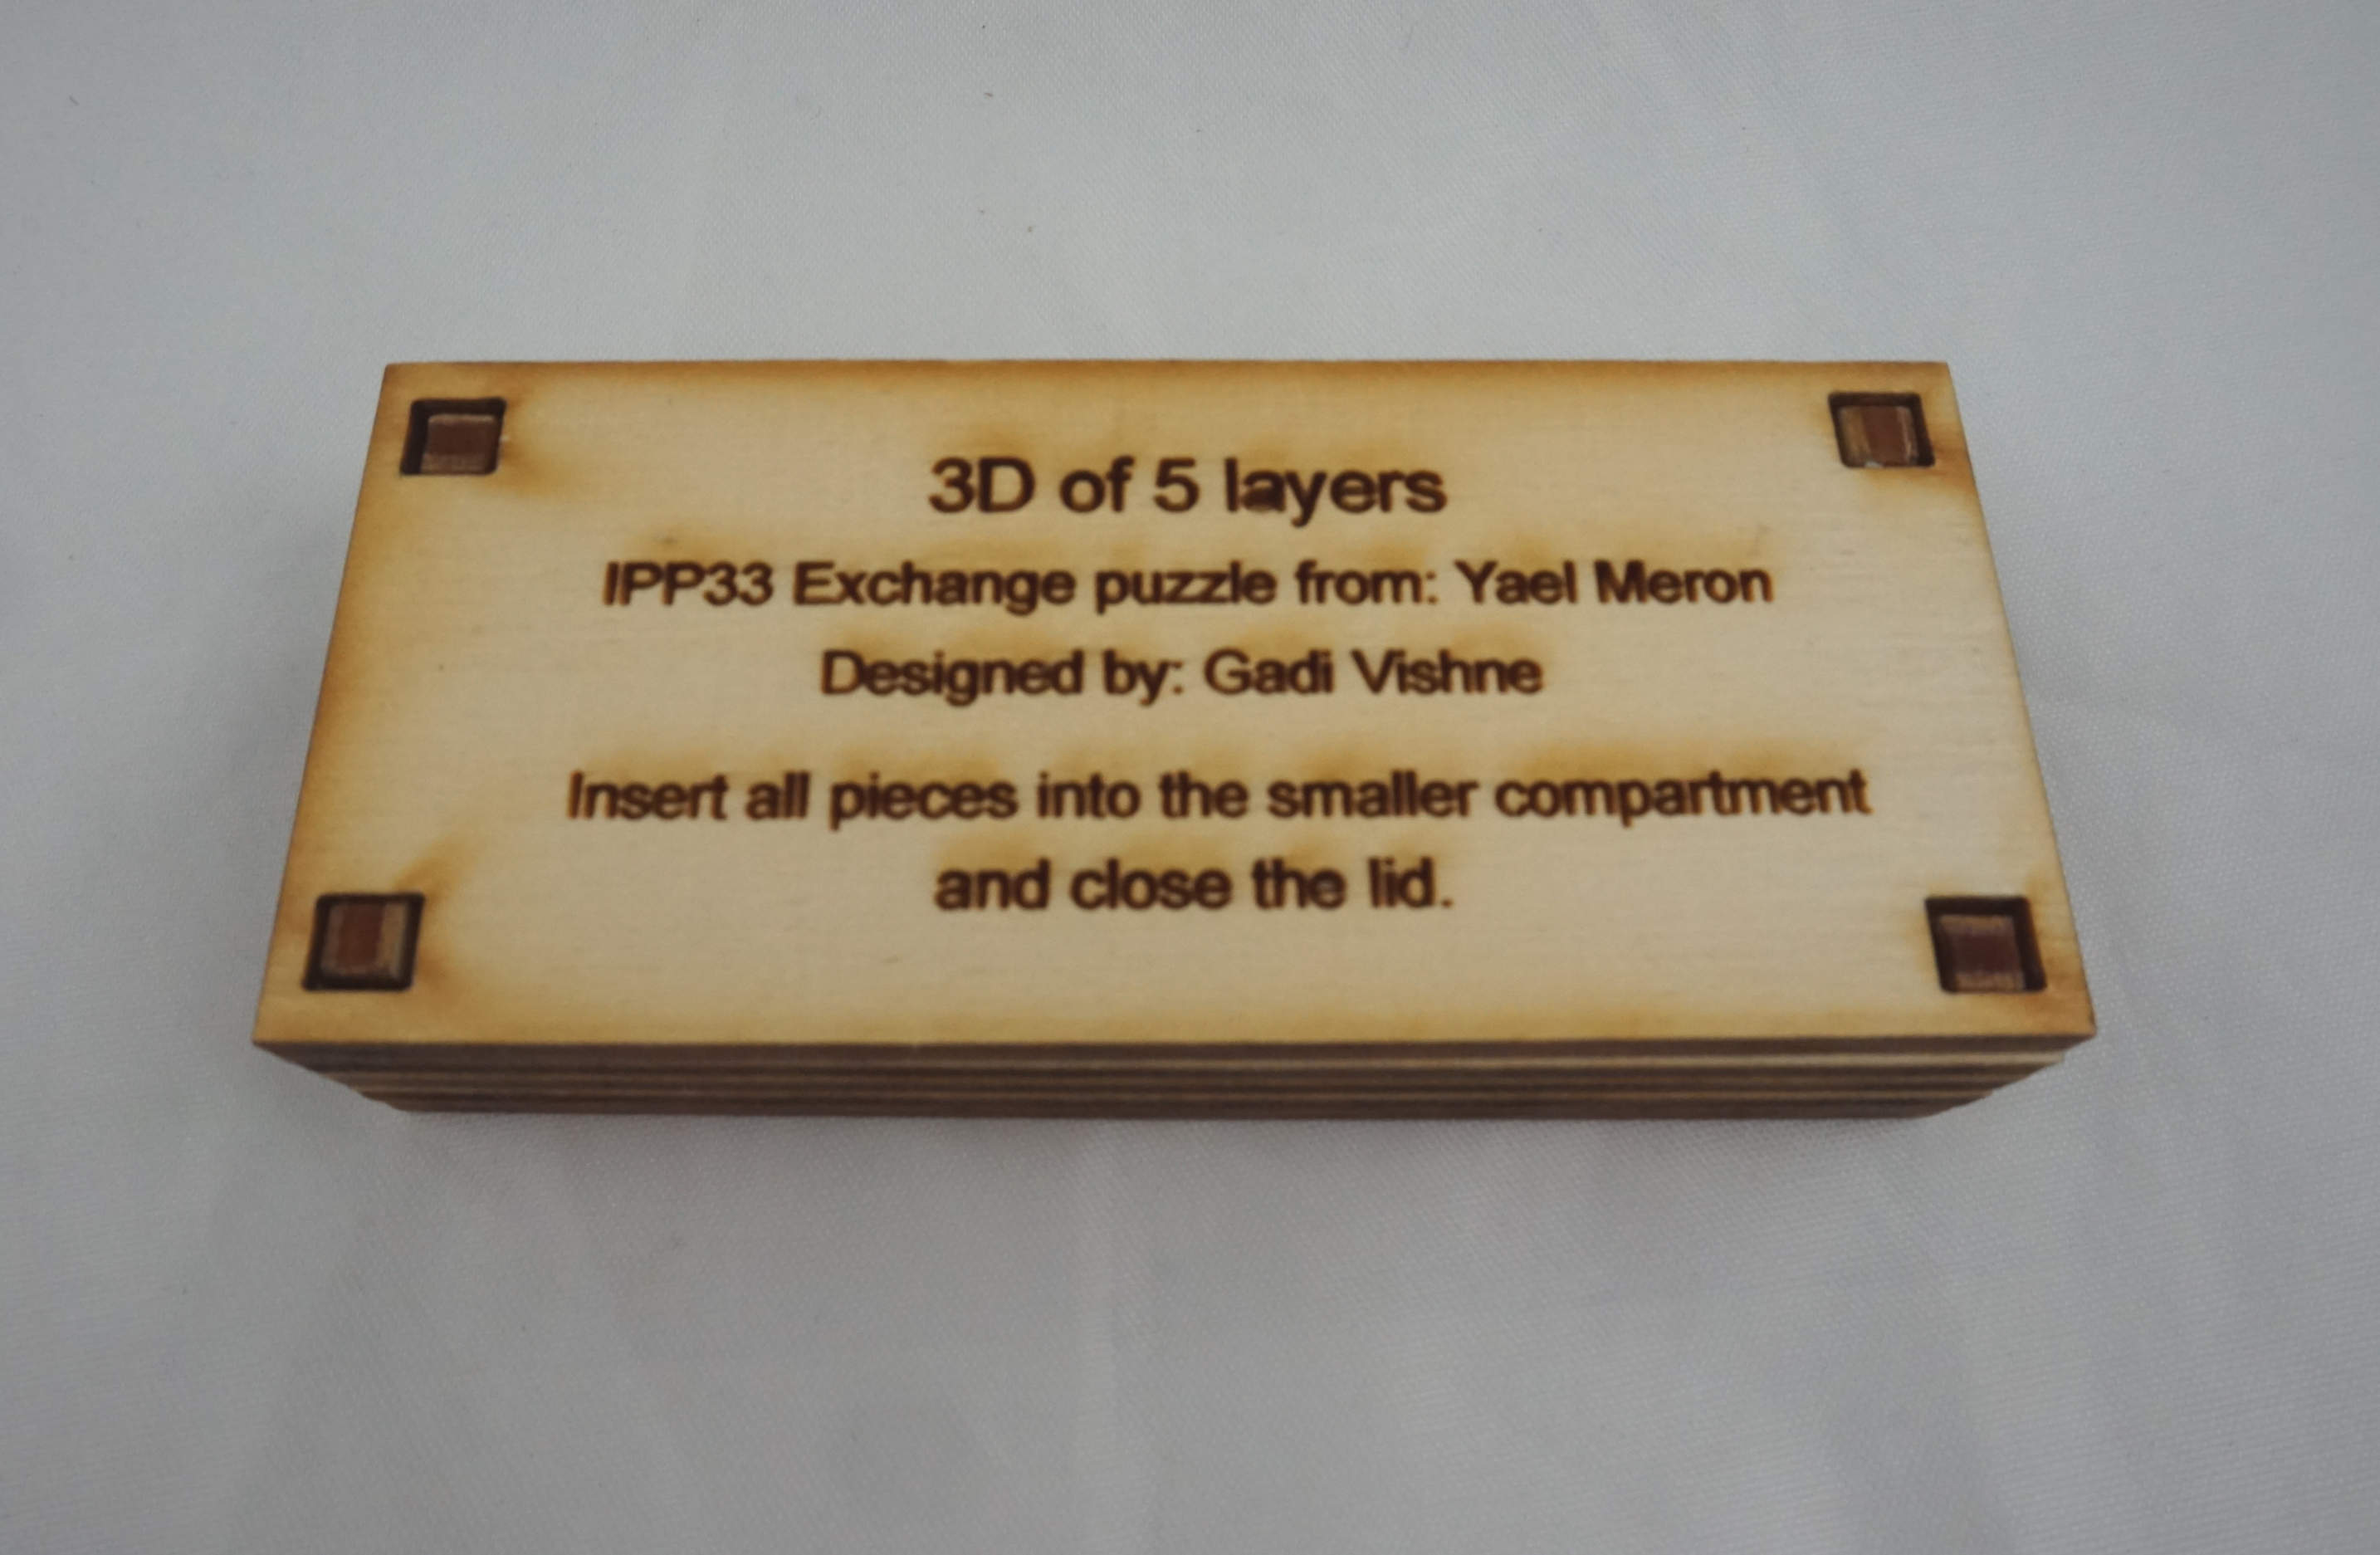 3D of 5 layers
IPP33 Exchange puzzle from: Yael Meron
Designed by: Gadi Vishne
Insert all pieces into the smaller compartment
and close the lid.